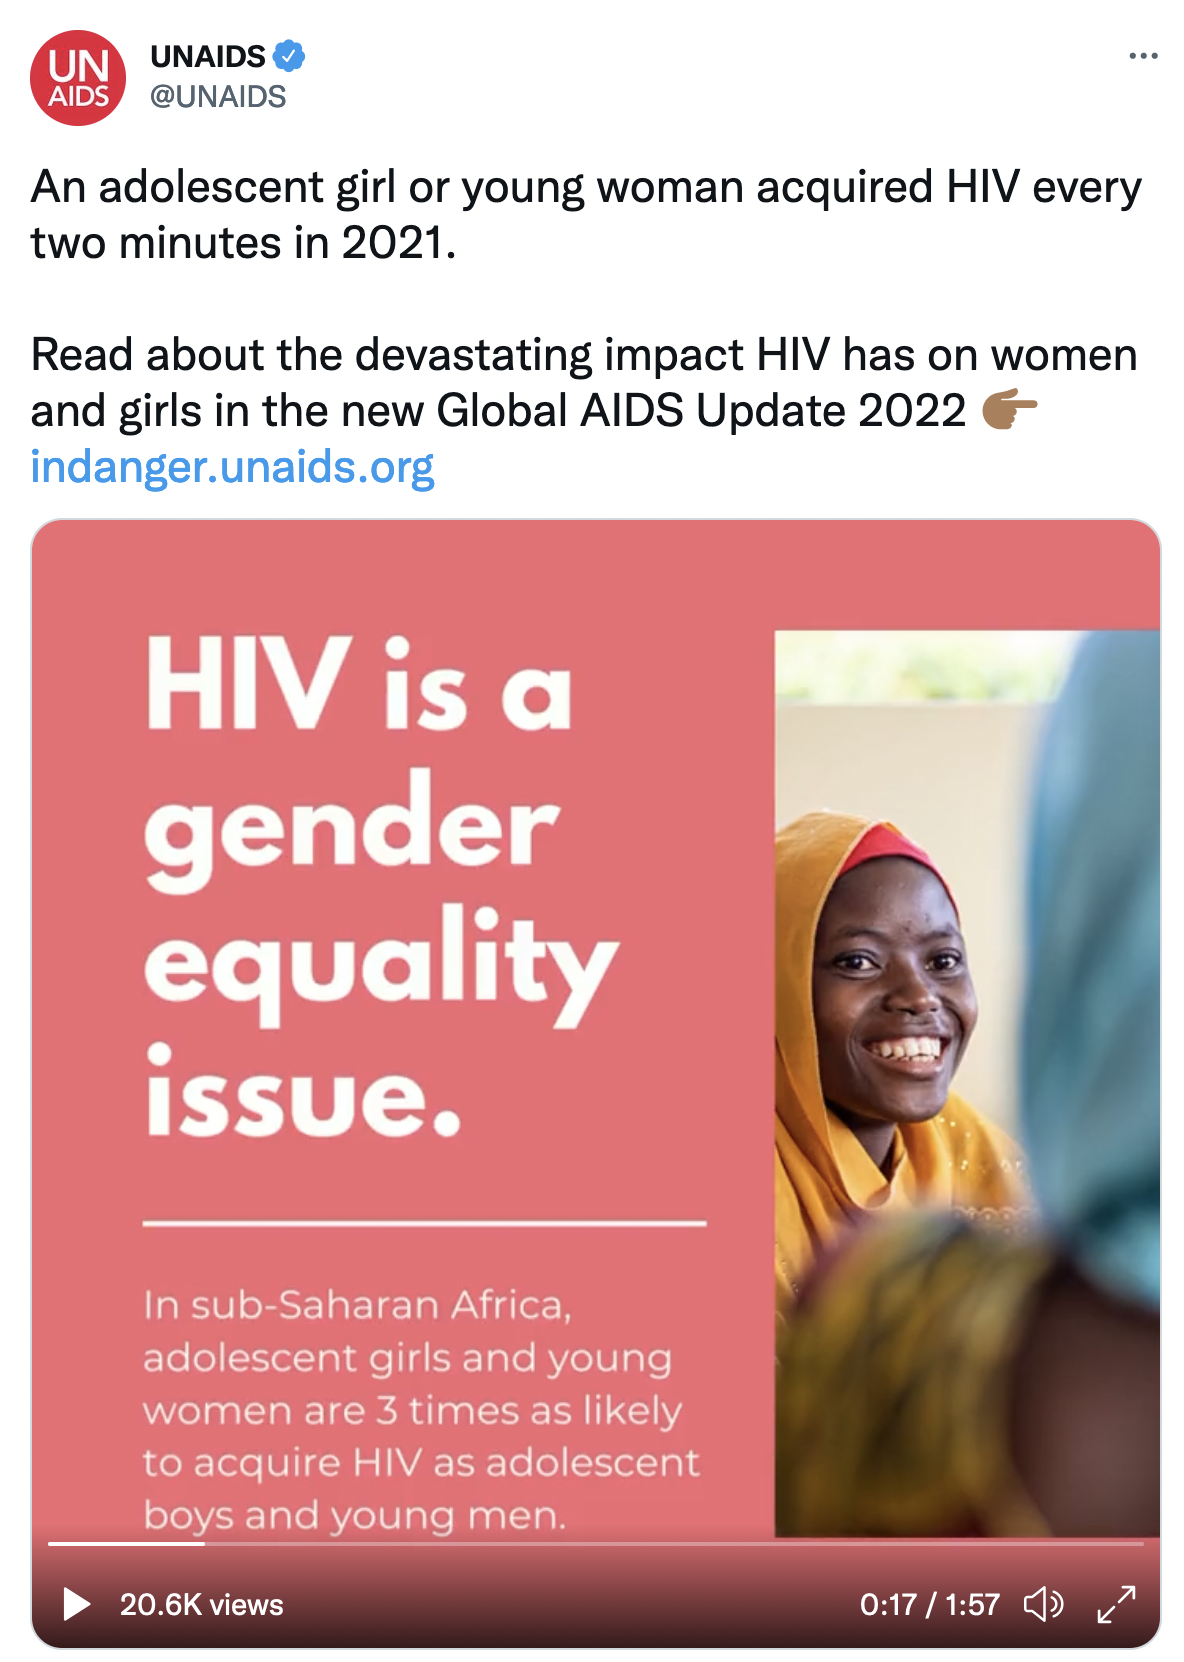 UN
AIDS
UNAIDS
@UNAIDS
An adolescent girl or young woman acquired HIV every
two minutes in 2021.
Read about the devastating impact HIV has on women
and girls in the new Global AIDS Update 2022 👉🏽
indanger.unaids.org
HIV is a
gender
equality
issue.
In sub-Saharan Africa,
adolescent girls and young
women are 3 times as likely
to acquire HIV as adolescent
boys and young men.
20.6K views
0:17 / 1:57